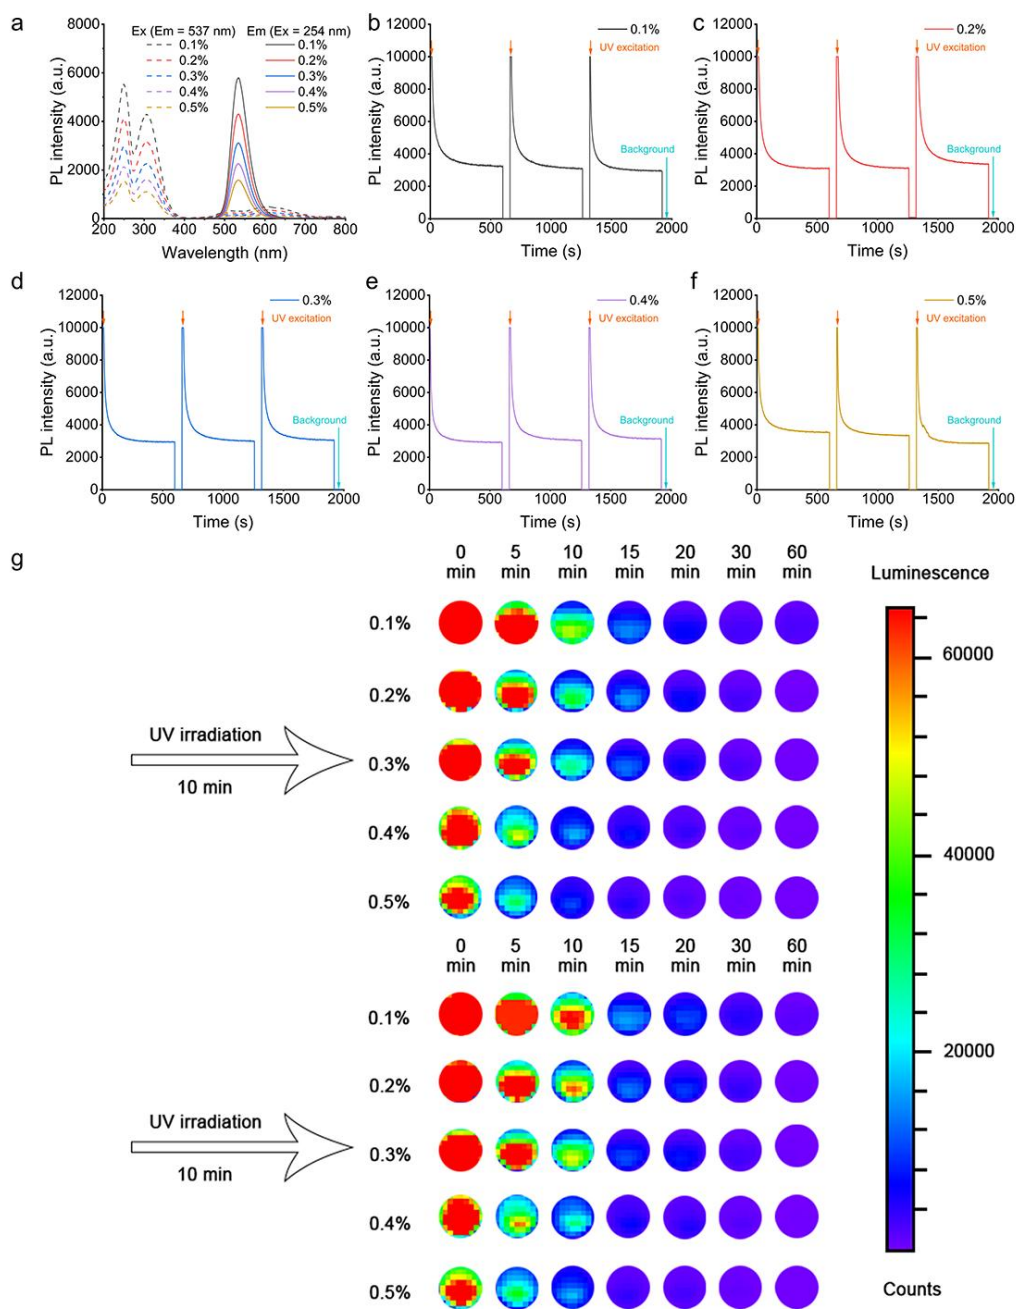 a
Ex (Em = 537 nm) Em (Ex = 254 nm)
0.1% 0.1%
0.2% 0.2%
0.3% 0.3%
0.4% 0.4%
0.5% 0.5%
8000
6000
4000
2000
0
200 300 400 500 600 700 800
PL intensity (a.u.)
Wavelength (nm)
b
0.1%
UV excitation
Background
12000
10000
8000
6000
4000
2000
0
0 500 1000 1500 2000
PL intensity (a.u.)
Time (s)
c
0.2%
UV excitation
Background
12000
10000
8000
6000
4000
2000
0
0 500 1000 1500 2000
PL intensity (a.u.)
Time (s)
d
0.3%
UV excitation
Background
12000
10000
8000
6000
4000
2000
0
0 500 1000 1500 2000
PL intensity (a.u.)
Time (s)
e
0.4%
UV excitation
Background
12000
10000
8000
6000
4000
2000
0
0 500 1000 1500 2000
PL intensity (a.u.)
Time (s)
f
0.5%
UV excitation
Background
12000
10000
8000
6000
4000
2000
0
0 500 1000 1500 2000
PL intensity (a.u.)
Time (s)
g
0 5 10 15 20 30 60
min min min min min min min
0.1%
0.2%
0.3%
0.4%
0.5%
UV irradiation
10 min
0 5 10 15 20 30 60
min min min min min min min
0.1%
0.2%
0.3%
0.4%
0.5%
UV irradiation
10 min
Luminescence
60000
40000
20000
Counts